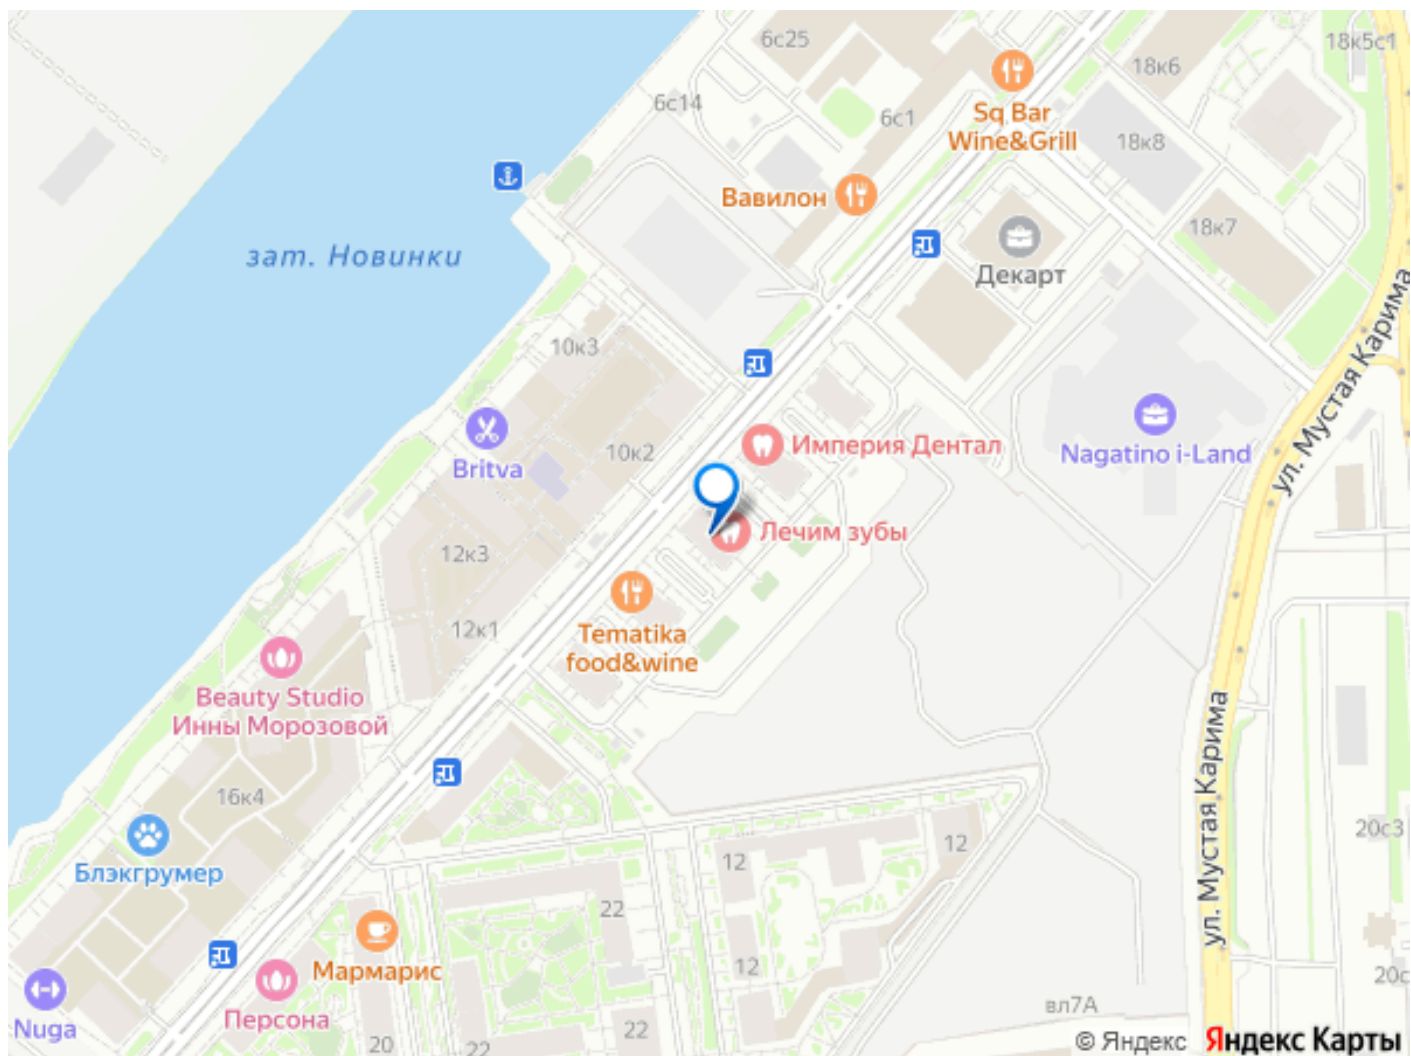 6с25
18к5с1
18к6
6с14
6с1
Sq Bar
Wine&Grill
18к8
Вавилон
18к7
зат. Новинки
Декарт
ул. Мустая Карима
10к3
10к2
Империя Дентал
Britva
Nagatino i-Land
Лечим зубы
12к3
12к1
Tematika
food&wine
Beauty Studio
Инны Морозовой
16к4
ул. Мустая Карима
20с3
Блэкгрумер
12
12
22
Мармарис
12
20с
Nuga
Персона
20
22
22
вл7А
© Яндекс Яндекс Карты